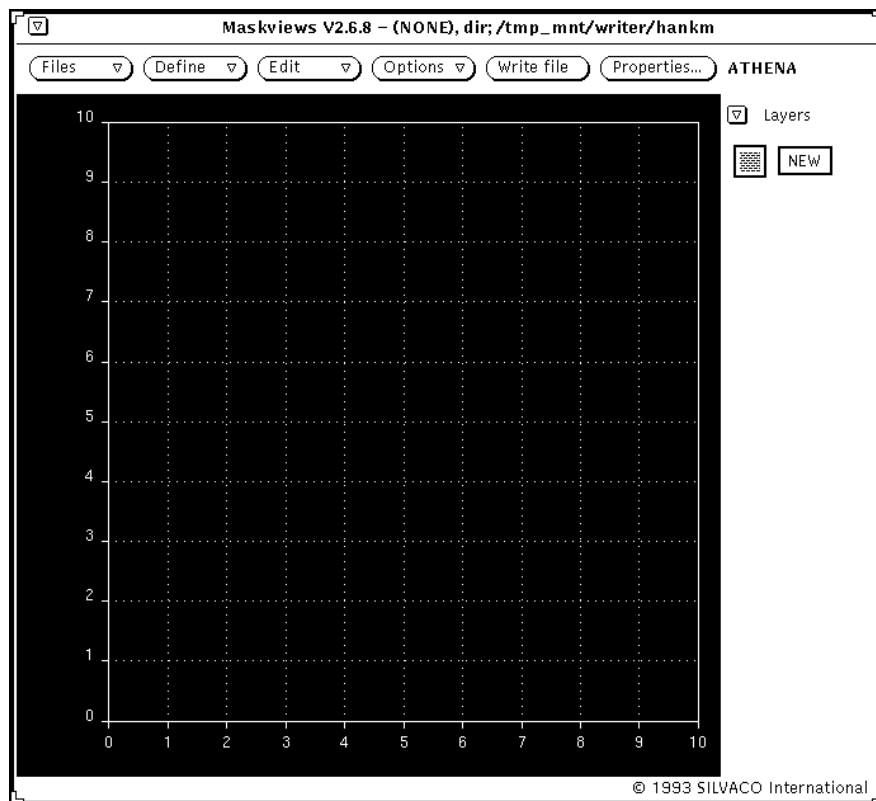 Maskviews V2.6.8 – (NONE), dir; /tmp_mnt/writer/hankm
Files Define Edit Options Write file Properties... ATHENA
Layers
NEW
10
9
8
7
6
5
4
3
2
1
0
0 1 2 3 4 5 6 7 8 9 10
© 1993 SILVACO International